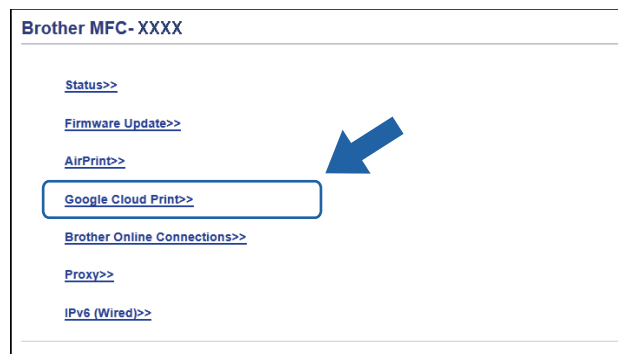 Brother MFC- XXXX
Status>>
Firmware Update>>
AirPrint>>
Google Cloud Print>>
Brother Online Connections>>
Proxy>>
IPv6 (Wired)>>